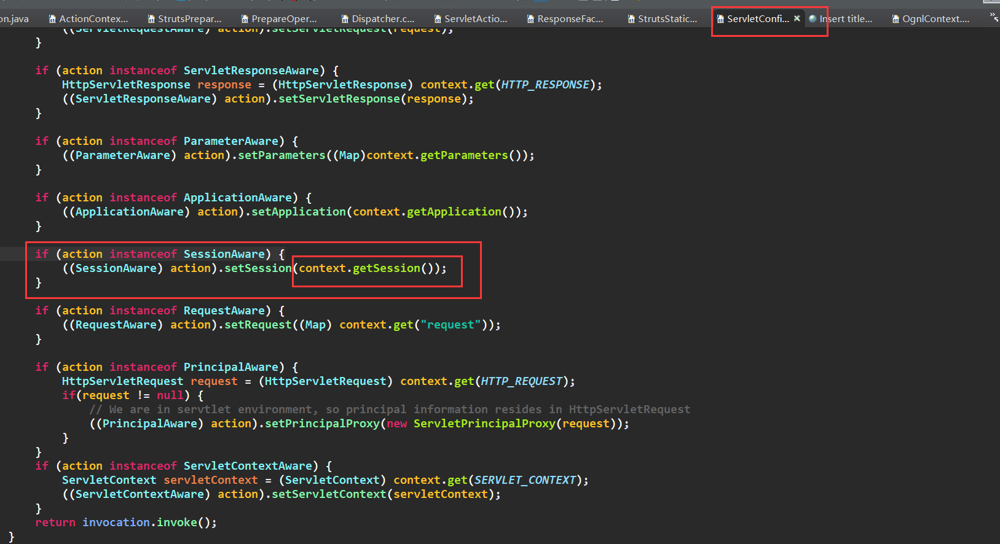 on.java ActionContex... StrutsPrepar... PrepareOper... Dispatcher.c... ServletActio... ResponseFac... StrutsStatic... ServletConfi... Insert title... OgnlContext....
((ServletRequestAware) action).setServletRequest(request);
}
if (action instanceof ServletResponseAware) {
HttpServletResponse response = (HttpServletResponse) context.get(HTTP_RESPONSE);
((ServletResponseAware) action).setServletResponse(response);
}
if (action instanceof ParameterAware) {
((ParameterAware) action).setParameters((Map)context.getParameters());
}
if (action instanceof ApplicationAware) {
((ApplicationAware) action).setApplication(context.getApplication());
}
if (action instanceof SessionAware) {
((SessionAware) action).setSession(context.getSession());
}
if (action instanceof RequestAware) {
((RequestAware) action).setRequest((Map) context.get("request"));
}
if (action instanceof PrincipalAware) {
HttpServletRequest request = (HttpServletRequest) context.get(HTTP_REQUEST);
if(request != null) {
// We are in servtlet environment, so principal information resides in HttpServletRequest
((PrincipalAware) action).setPrincipalProxy(new ServletPrincipalProxy(request));
}
}
if (action instanceof ServletContextAware) {
ServletContext servletContext = (ServletContext) context.get(SERVLET_CONTEXT);
((ServletContextAware) action).setServletContext(servletContext);
}
return invocation.invoke();
}